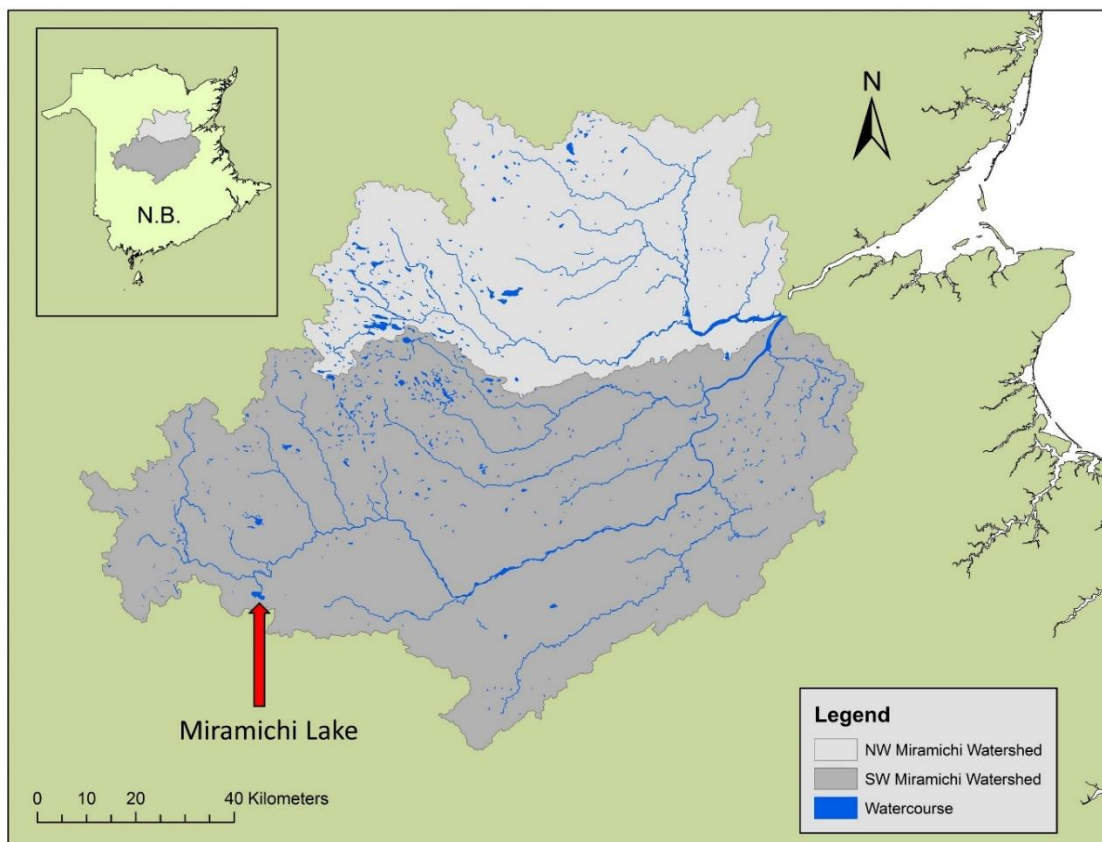 N.B.
N
Miramichi Lake
0 10 20 40 Kilometers
Legend
NW Miramichi Watershed
SW Miramichi Watershed
Watercourse